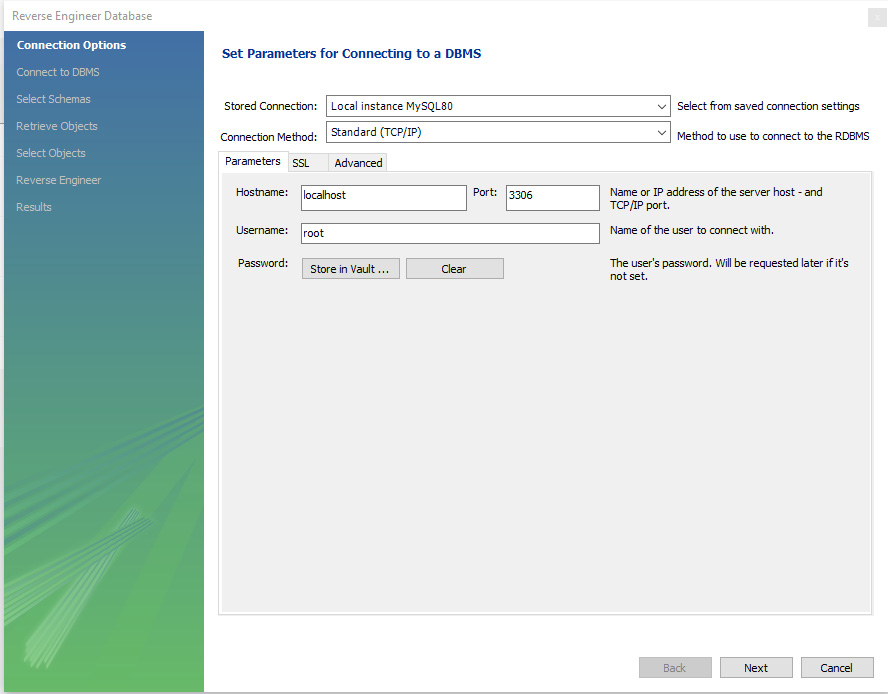 Reverse Engineer Database
Connection Options
Connect to DBMS
Select Schemas
Retrieve Objects
Select Objects
Reverse Engineer
Results
Set Parameters for Connecting to a DBMS
Stored Connection: Local instance MySQL80 Select from saved connection settings
Connection Method: Standard (TCP/IP) Method to use to connect to the RDBMS
Parameters SSL Advanced
Hostname: localhost Port: 3306 Name or IP address of the server host - and
TCP/IP port.
Username: root Name of the user to connect with.
Password: Store in Vault ... Clear The user's password. Will be requested later if it's
not set.
Back Next Cancel